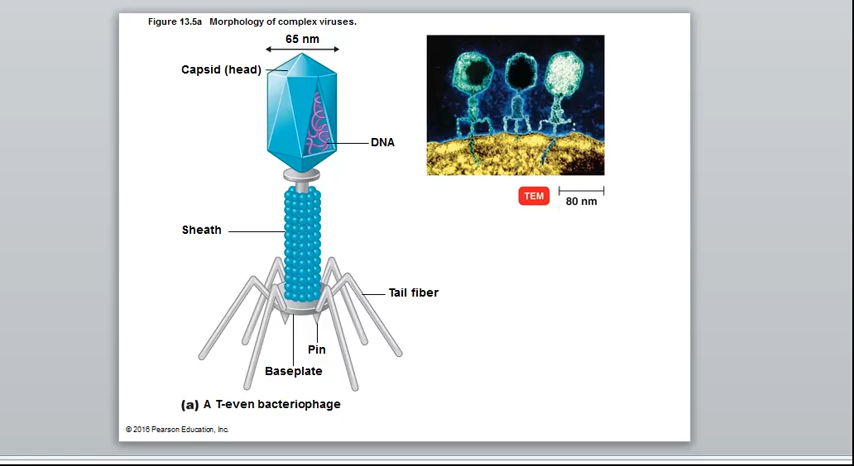 Figure 13.5a Morphology of complex viruses.
65 nm
Capsid (head)
DNA
TEM
80 nm
Sheath
Tail fiber
Pin
Baseplate
(a) A T-even bacteriophage
© 2016 Pearson Education, Inc.